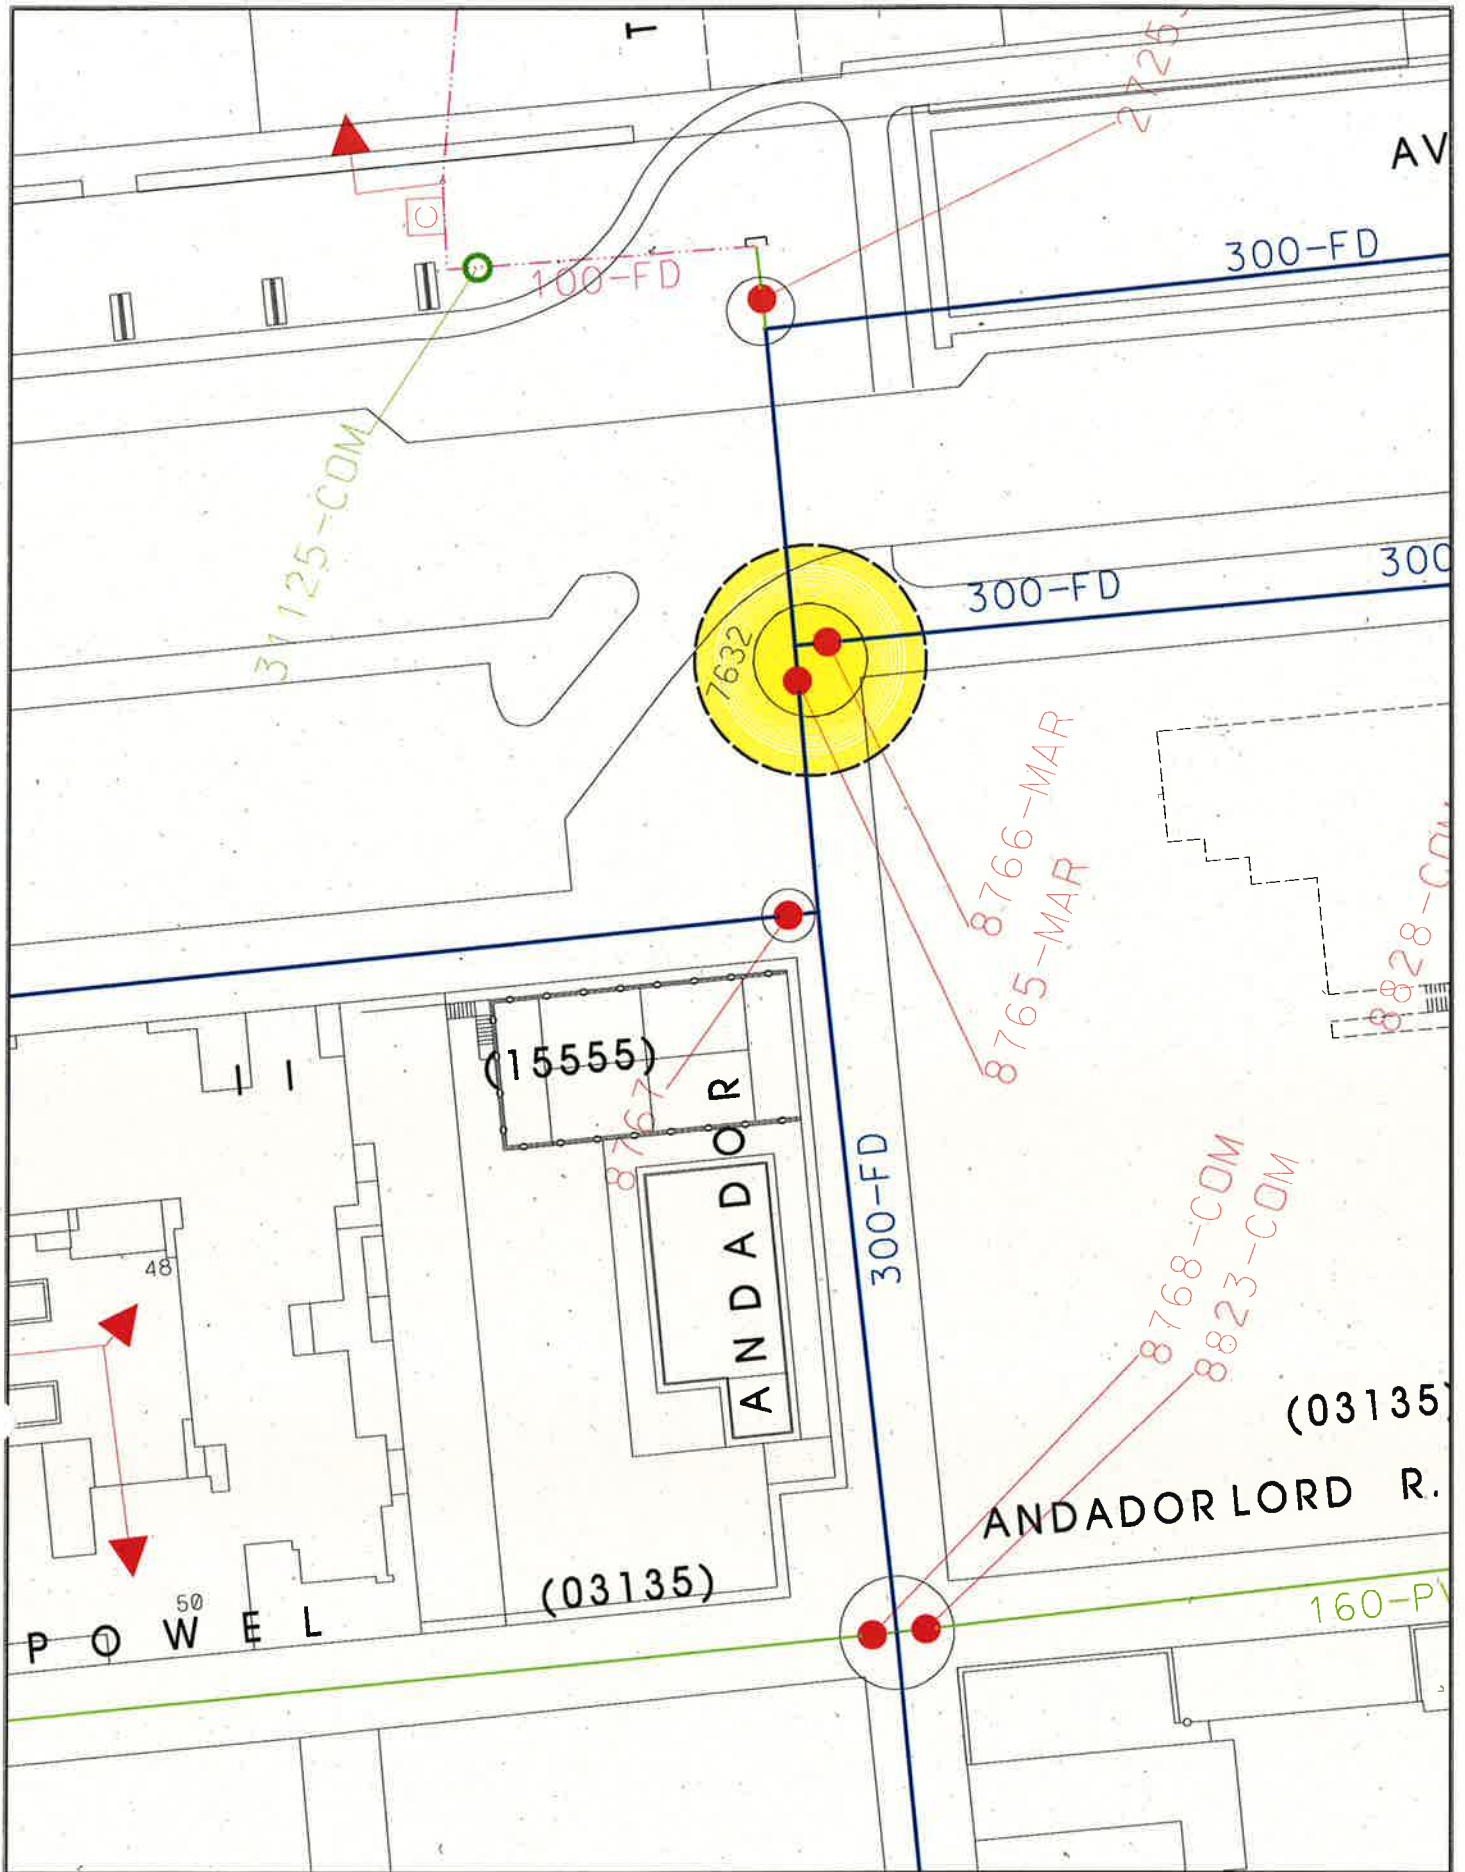 T
AV
C
300-FD
100-FD
31125-COM
300-FD
300
7632
8766-MAR
8765-MAR
8828-COM
(15555)
I I
8767
ANDADOR
300-FD
48
8768-COM
8823-COM
(03135)
ANDADOR LORD R.
(03135)
50
POWEL
160-P